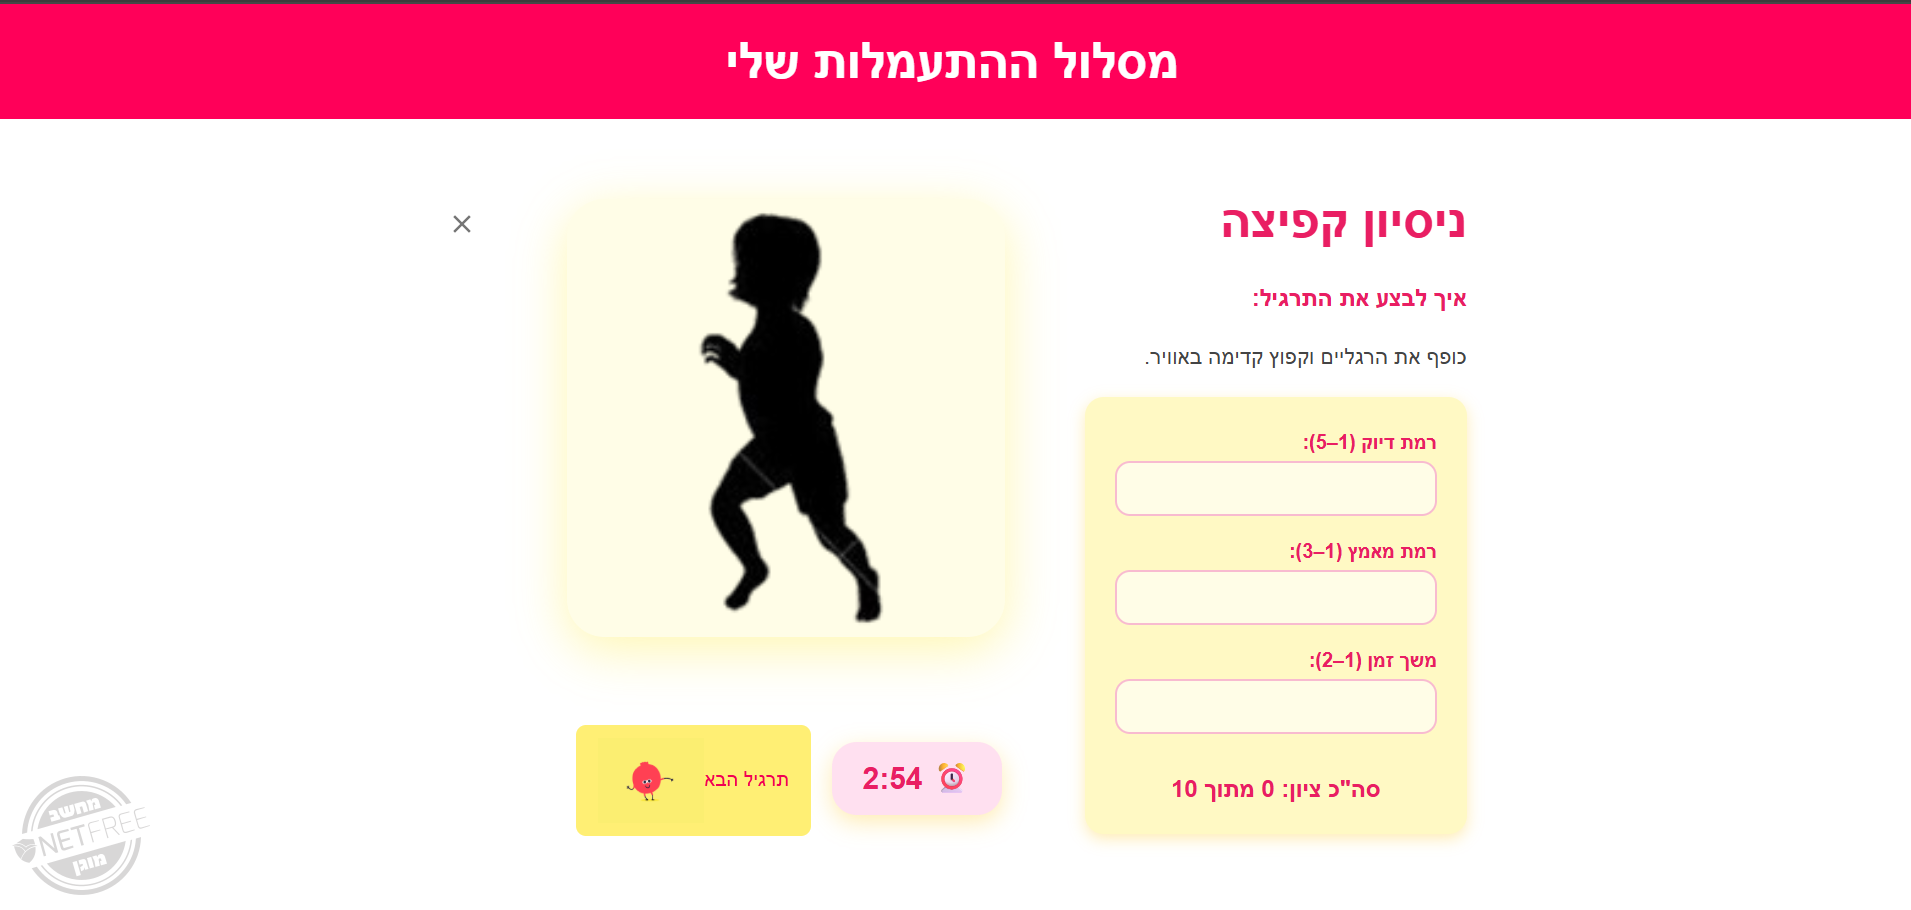 מסלול ההתעמלות שלי
ניסיון קפיצה
איך לבצע את התרגיל:
כופף את הרגליים וקפוץ קדימה באוויר.
רמת דיוק (1–5):
רמת מאמץ (1–3):
משך זמן (1–2):
סה"כ ציון: 0 מתוך 10
2:54
תרגיל הבא
מחשב
NETFREE
מוגן